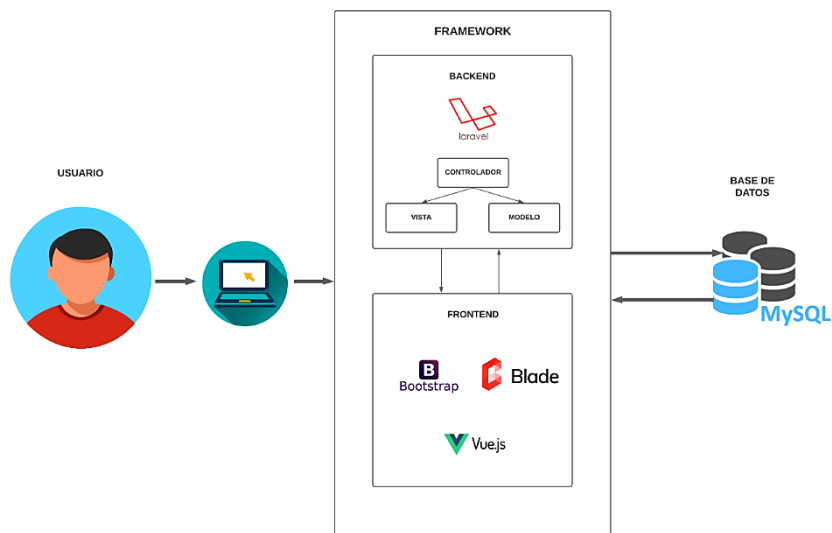 FRAMEWORK
BACKEND
laravel
CONTROLADOR
VISTA
MODELO
USUARIO
BASE DE
DATOS
MySQL
FRONTEND
B
Bootstrap
Blade
Vue.js